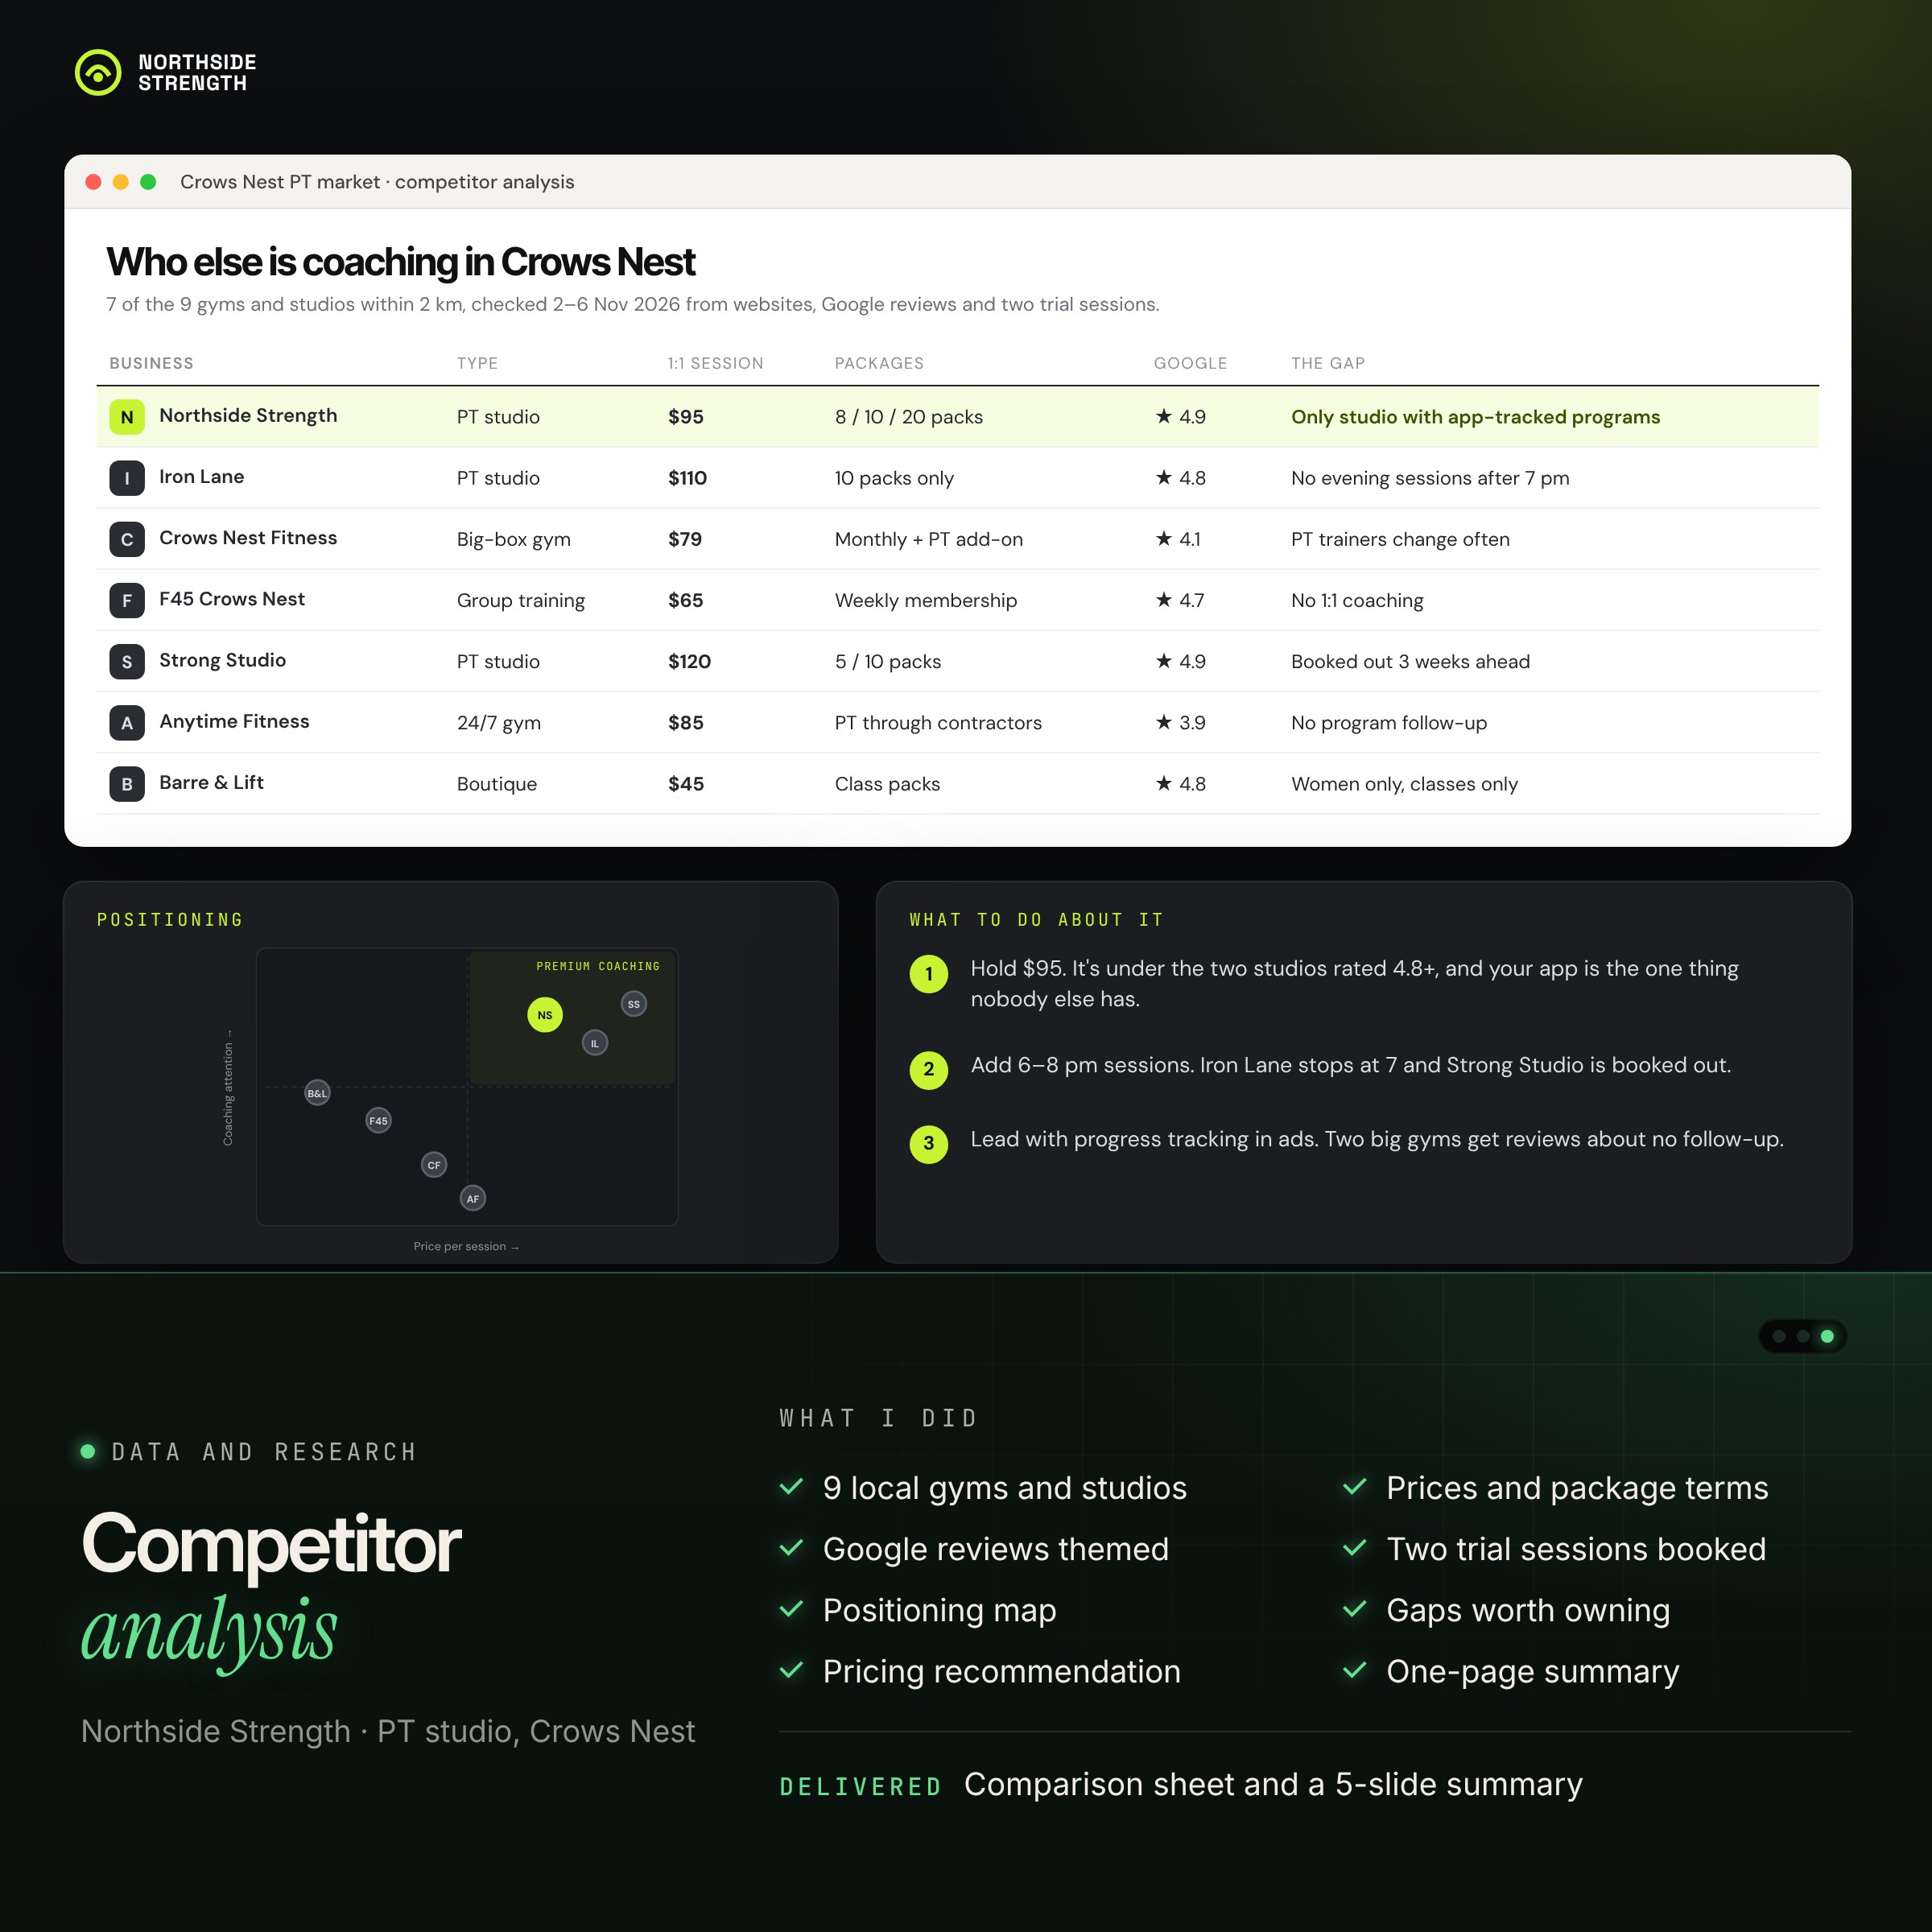 NORTHSIDE
STRENGTH
Crows Nest PT market · competitor analysis
Who else is coaching in Crows Nest
7 of the 9 gyms and studios within 2 km, checked 2–6 Nov 2026 from websites, Google reviews and two trial sessions.
BUSINESS TYPE 1:1 SESSION PACKAGES GOOGLE THE GAP
N Northside Strength PT studio $95 8 / 10 / 20 packs ★ 4.9 Only studio with app-tracked programs
I Iron Lane PT studio $110 10 packs only ★ 4.8 No evening sessions after 7 pm
C Crows Nest Fitness Big-box gym $79 Monthly + PT add-on ★ 4.1 PT trainers change often
F F45 Crows Nest Group training $65 Weekly membership ★ 4.7 No 1:1 coaching
S Strong Studio PT studio $120 5 / 10 packs ★ 4.9 Booked out 3 weeks ahead
A Anytime Fitness 24/7 gym $85 PT through contractors ★ 3.9 No program follow-up
B Barre & Lift Boutique $45 Class packs ★ 4.8 Women only, classes only
POSITIONING
PREMIUM COACHING
SS
NS
IL
B&L
F45
CF
AF
Coaching attention →
Price per session →
WHAT TO DO ABOUT IT
1 Hold $95. It's under the two studios rated 4.8+, and your app is the one thing
nobody else has.
2 Add 6–8 pm sessions. Iron Lane stops at 7 and Strong Studio is booked out.
3 Lead with progress tracking in ads. Two big gyms get reviews about no follow-up.
DATA AND RESEARCH
Competitor
analysis
Northside Strength · PT studio, Crows Nest
WHAT I DID
9 local gyms and studios
Prices and package terms
Google reviews themed
Two trial sessions booked
Positioning map
Gaps worth owning
Pricing recommendation
One-page summary
DELIVERED Comparison sheet and a 5-slide summary